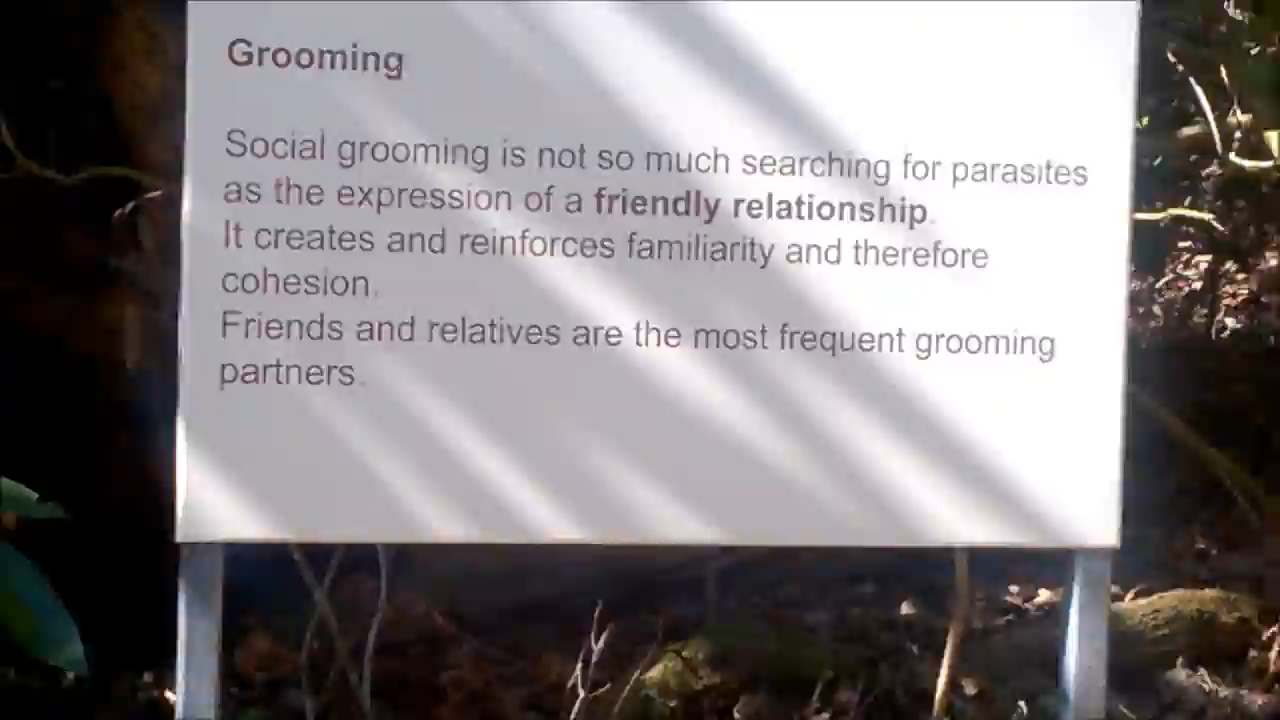 Grooming
Social grooming is not so much searching for parasites
as the expression of a friendly relationship.
It creates and reinforces familiarity and therefore
cohesion.
Friends and relatives are the most frequent grooming
partners.